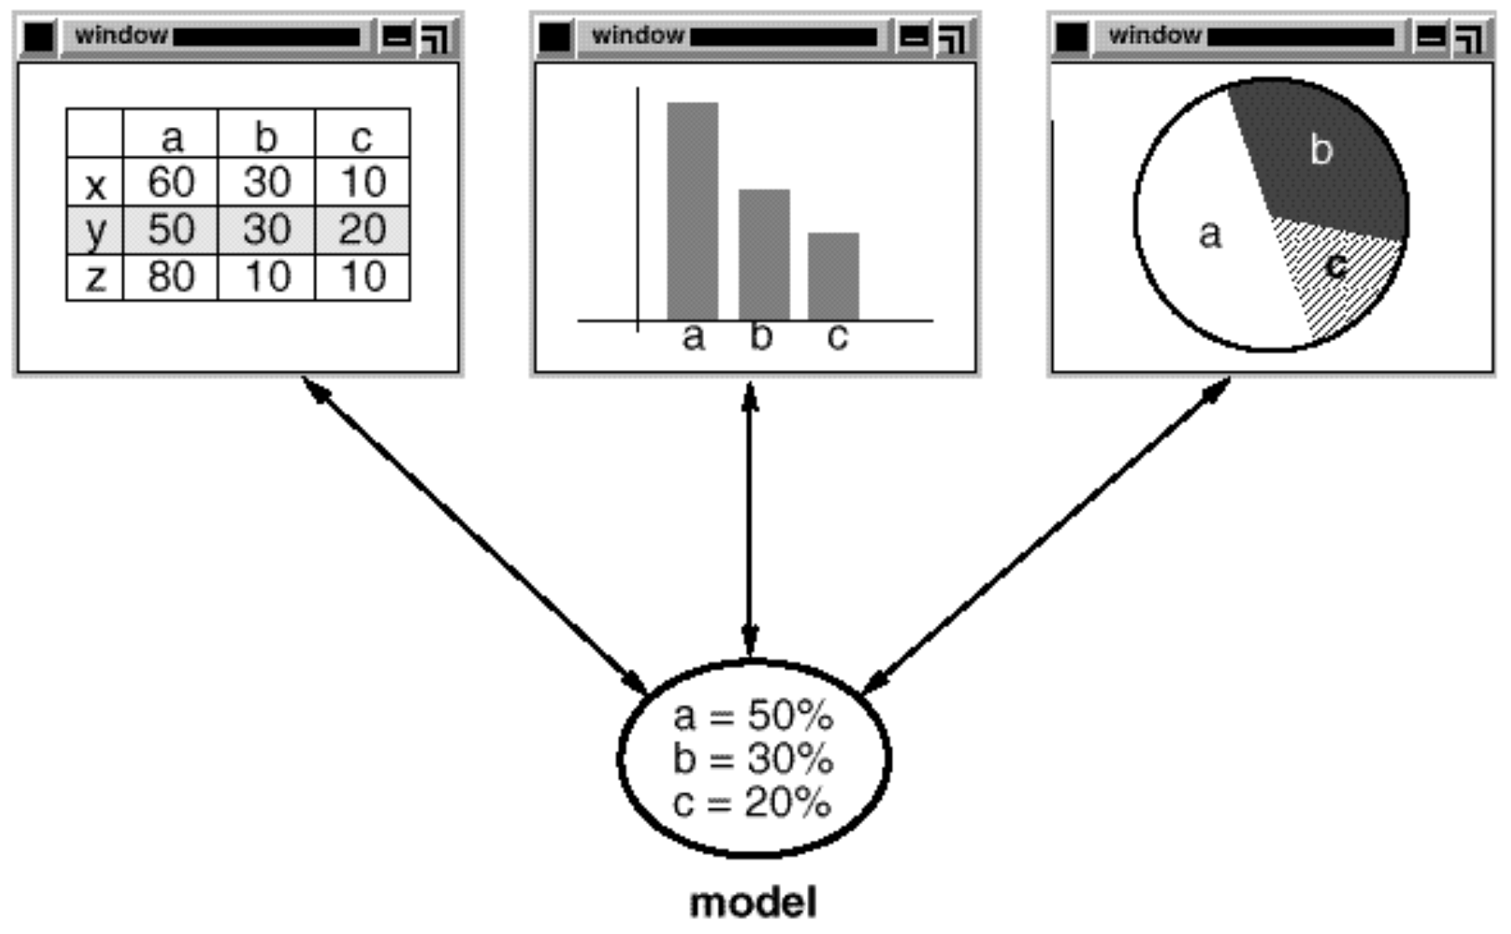 window
a b c
x 60 30 10
y 50 30 20
z 80 10 10
window
a b c
window
b
a
c
a = 50%
b = 30%
c = 20%
model